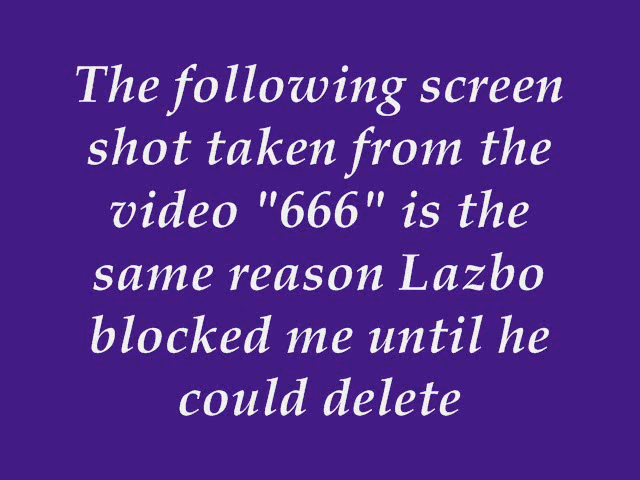 The following screen
shot taken from the
video "666" is the
same reason Lazbo
blocked me until he
could delete